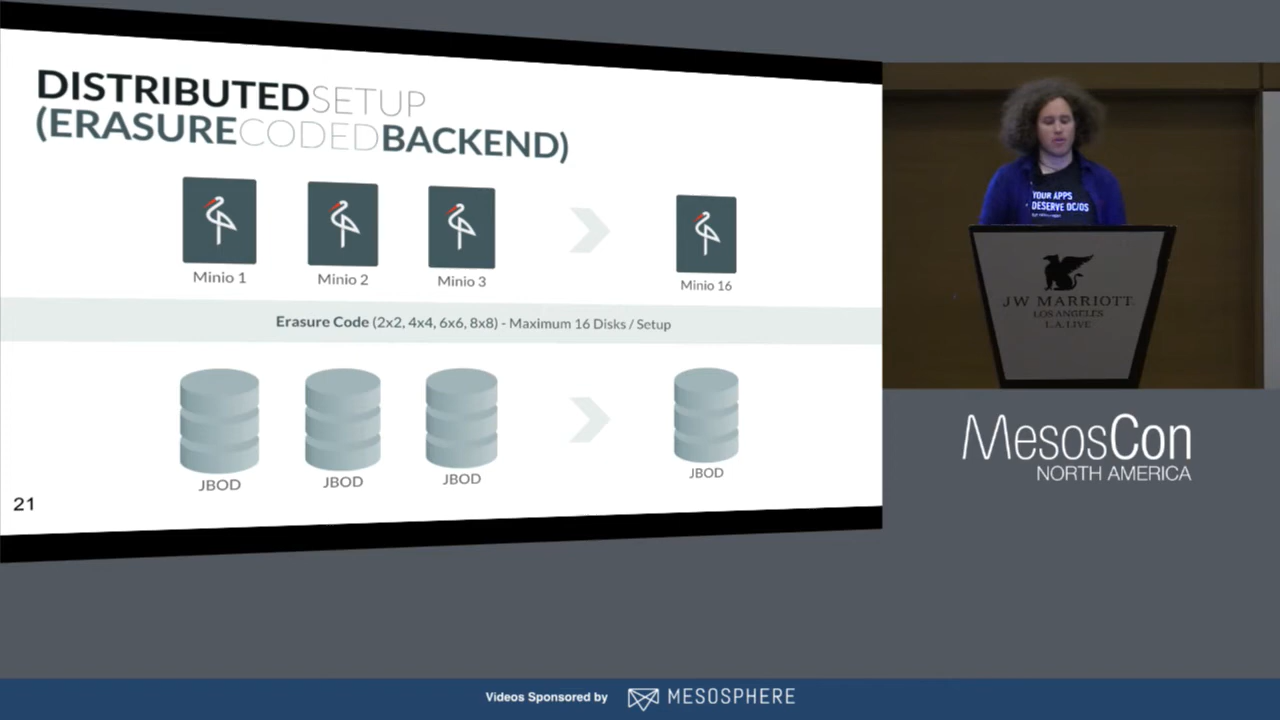 DISTRIBUTEDSETUP
(ERASURECODEDBACKEND)
Minio 1
Minio 2
Minio 3
Minio 16
Erasure Code (2x2, 4x4, 6x6, 8x8) - Maximum 16 Disks / Setup
JBOD
JBOD
JBOD
JBOD
21
YOUR APPS
DESERVE DC/OS
JW MARRIOTT
LOS ANGELES
L.A. LIVE
MesosCon
NORTH AMERICA
Videos Sponsored by
MESOSPHERE